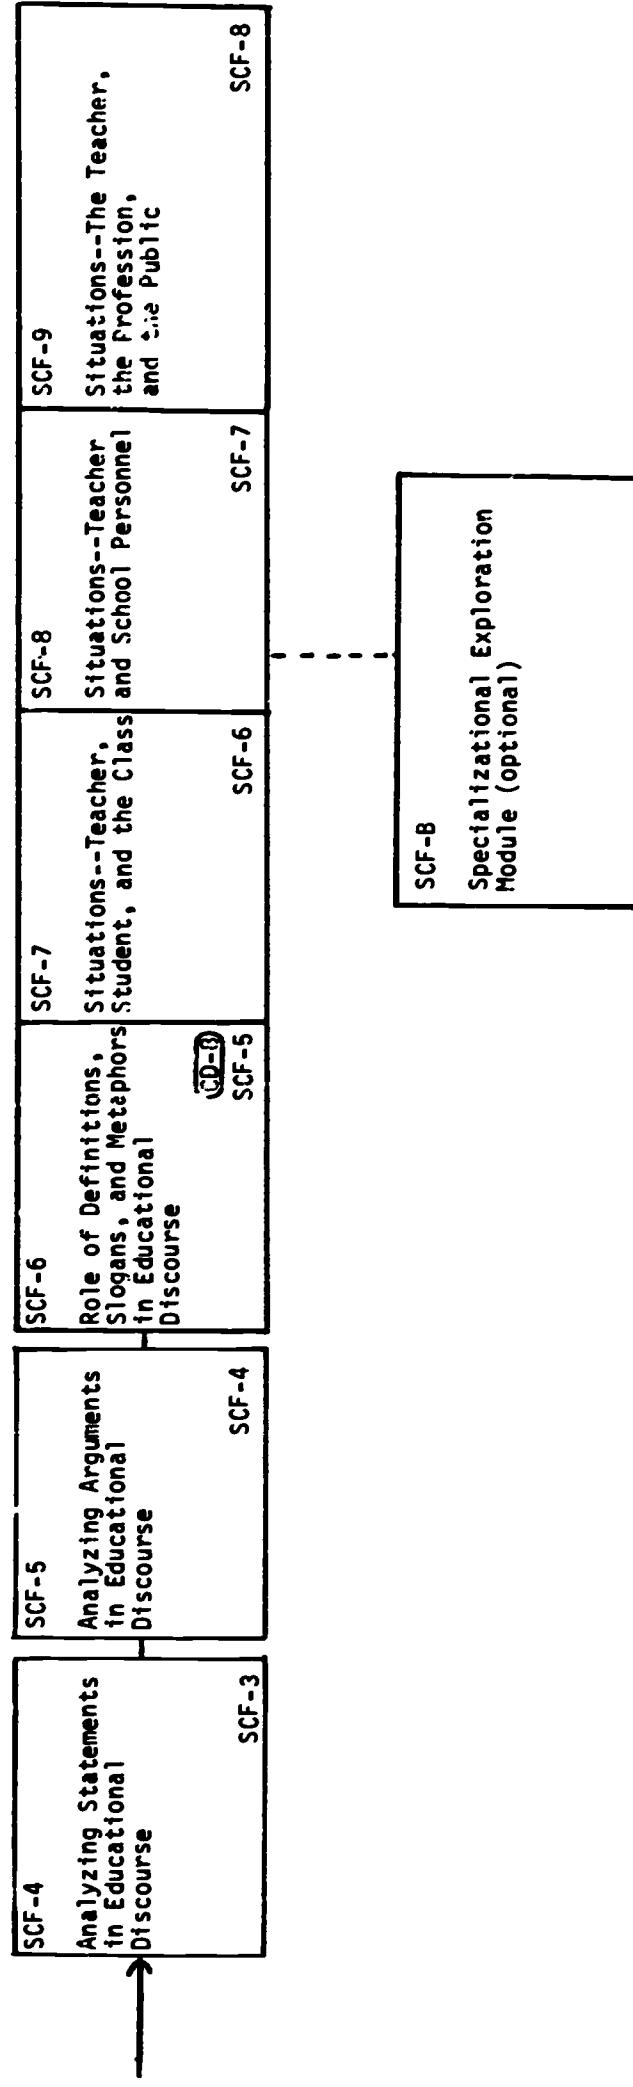 SCF-4
Analyzing Statements
in Educational
Discourse
SCF-3
SCF-5
Analyzing Arguments
in Educational
Discourse
SCF-4
SCF-6
Role of Definitions,
Slogans, and Metaphors
in Educational
Discourse
CD-8
SCF-5
SCF-7
Situations--Teacher,
Student, and the Class
SCF-6
SCF-8
Situations--Teacher
and School Personnel
SCF-7
SCF-9
Situations--The Teacher,
the Profession,
and the Public
SCF-8
SCF-B
Specializational Exploration
Module (optional)